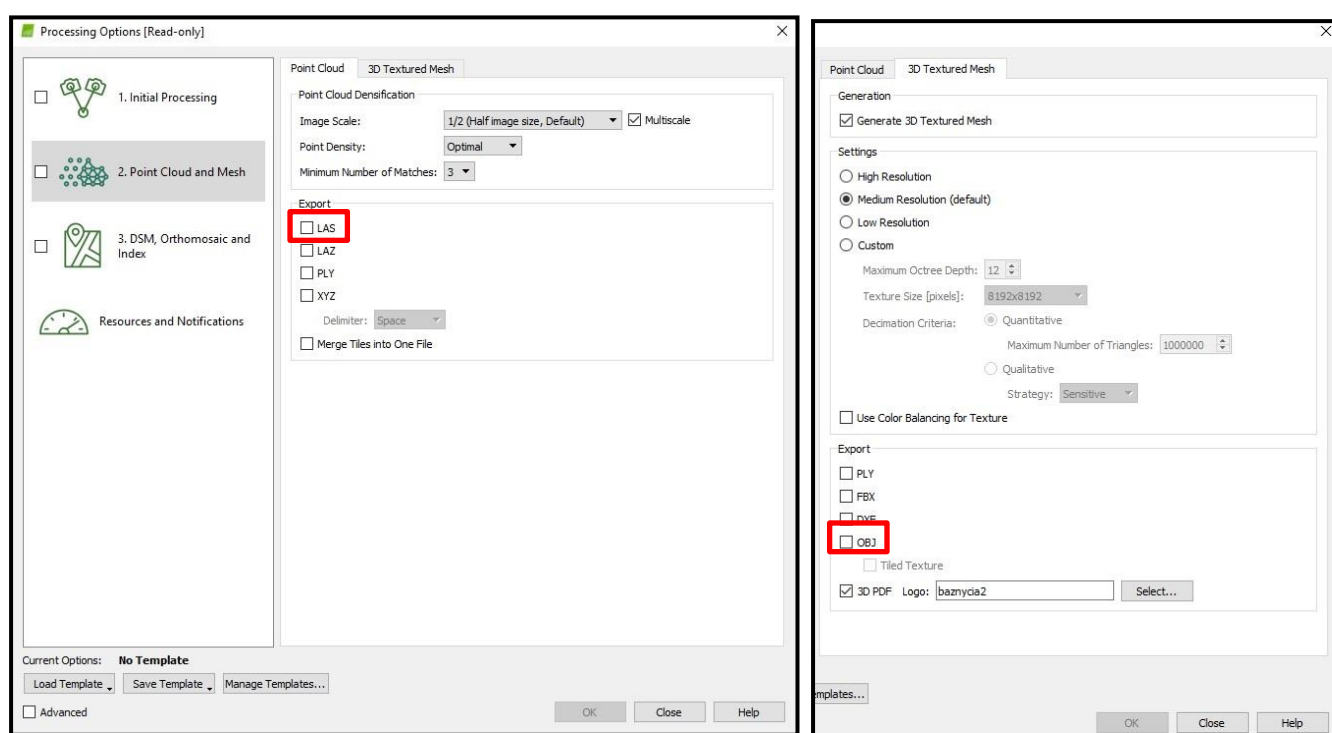 Processing Options [Read-only]
1. Initial Processing
2. Point Cloud and Mesh
3. DSM, Orthomosaic and
Index
Resources and Notifications
Point Cloud 3D Textured Mesh
Point Cloud Densification
Image Scale: 1/2 (Half image size, Default) Multiscale
Point Density: Optimal
Minimum Number of Matches: 3
Export
LAS
LAZ
PLY
XYZ
Delimiter: Space
Merge Tiles into One File
Current Options: No Template
Load Template Save Template Manage Templates...
Advanced
OK Close Help
Point Cloud 3D Textured Mesh
Generation
Generate 3D Textured Mesh
Settings
High Resolution
Medium Resolution (default)
Low Resolution
Custom
Maximum Octree Depth: 12
Texture Size [pixels]: 8192x8192
Decimation Criteria: Quantitative
Maximum Number of Triangles: 1000000
Qualitative
Strategy: Sensitive
Use Color Balancing for Texture
Export
PLY
FBX
DXF
OBJ
Tiled Texture
3D PDF Logo: baznycia2 Select...
emplates...
OK Close Help